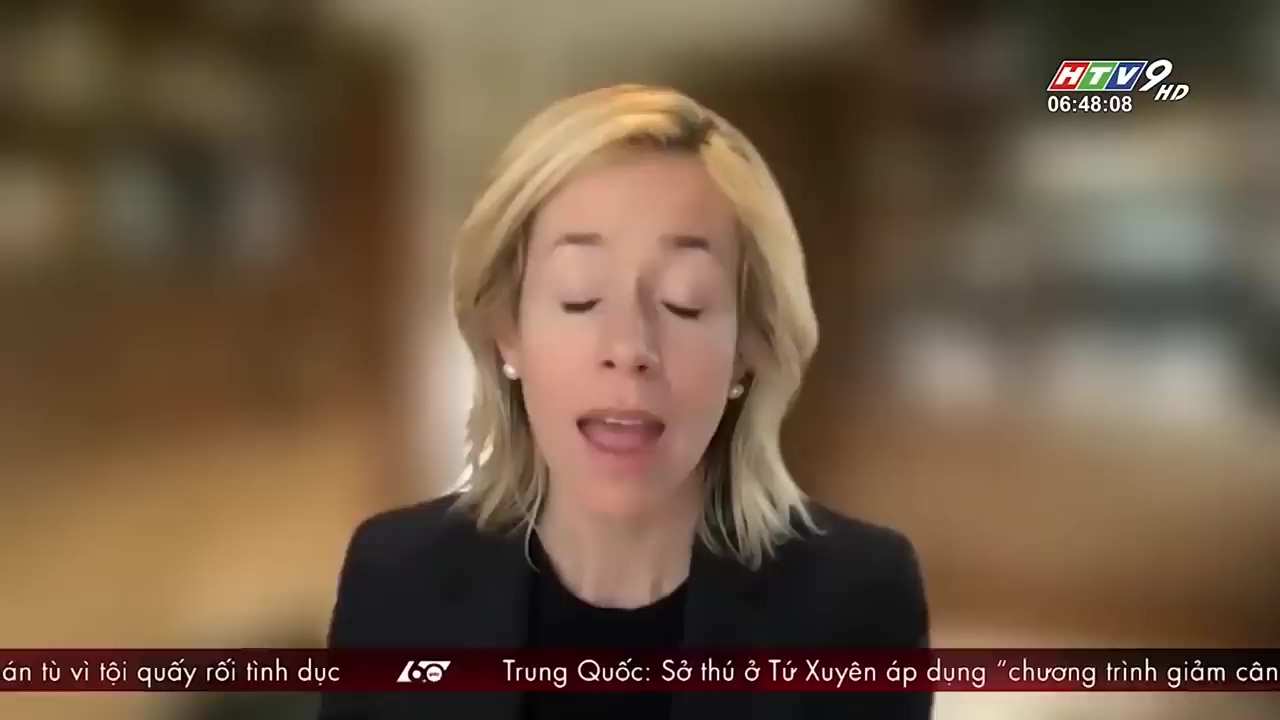 HTV9 HD
06:48:08
án tù vì tội quấy rối tình dục 60 Trung Quốc: Sở thú ở Tứ Xuyên áp dụng “chương trình giảm cân